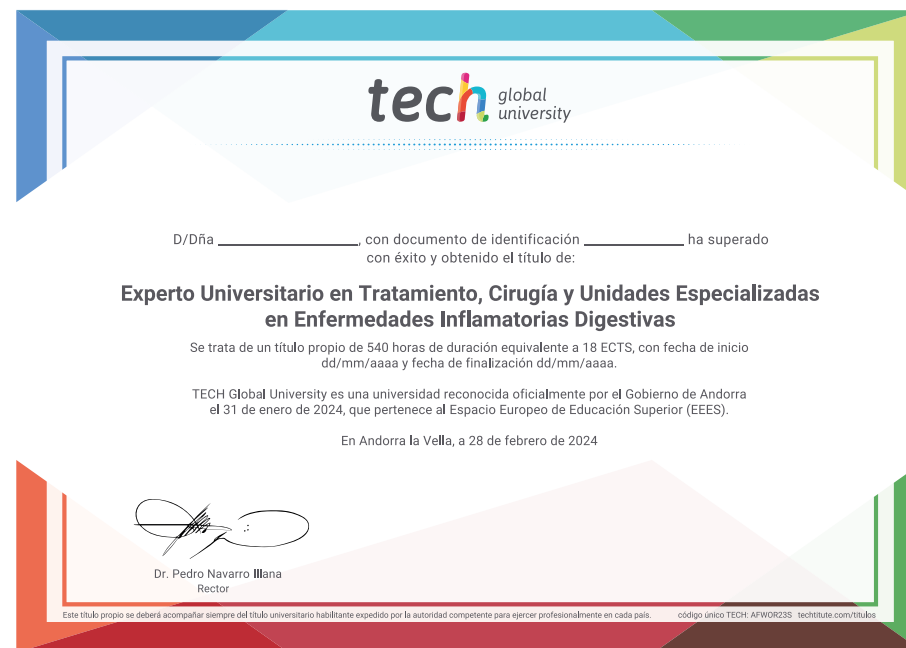 tech global university
D/Dña ______________, con documento de identificación __________ ha superado
con éxito y obtenido el título de:
Experto Universitario en Tratamiento, Cirugía y Unidades Especializadas
en Enfermedades Inflamatorias Digestivas
Se trata de un título propio de 540 horas de duración equivalente a 18 ECTS, con fecha de inicio
dd/mm/aaaa y fecha de finalización dd/mm/aaaa.
TECH Global University es una universidad reconocida oficialmente por el Gobierno de Andorra
el 31 de enero de 2024, que pertenece al Espacio Europeo de Educación Superior (EEES).
En Andorra la Vella, a 28 de febrero de 2024
Dr. Pedro Navarro Illana
Rector
Este título propio se deberá acompañar siempre del título universitario habilitante expedido por la autoridad competente para ejercer profesionalmente en cada país. código único TECH: AFWOR23S techtitute.com/titulos